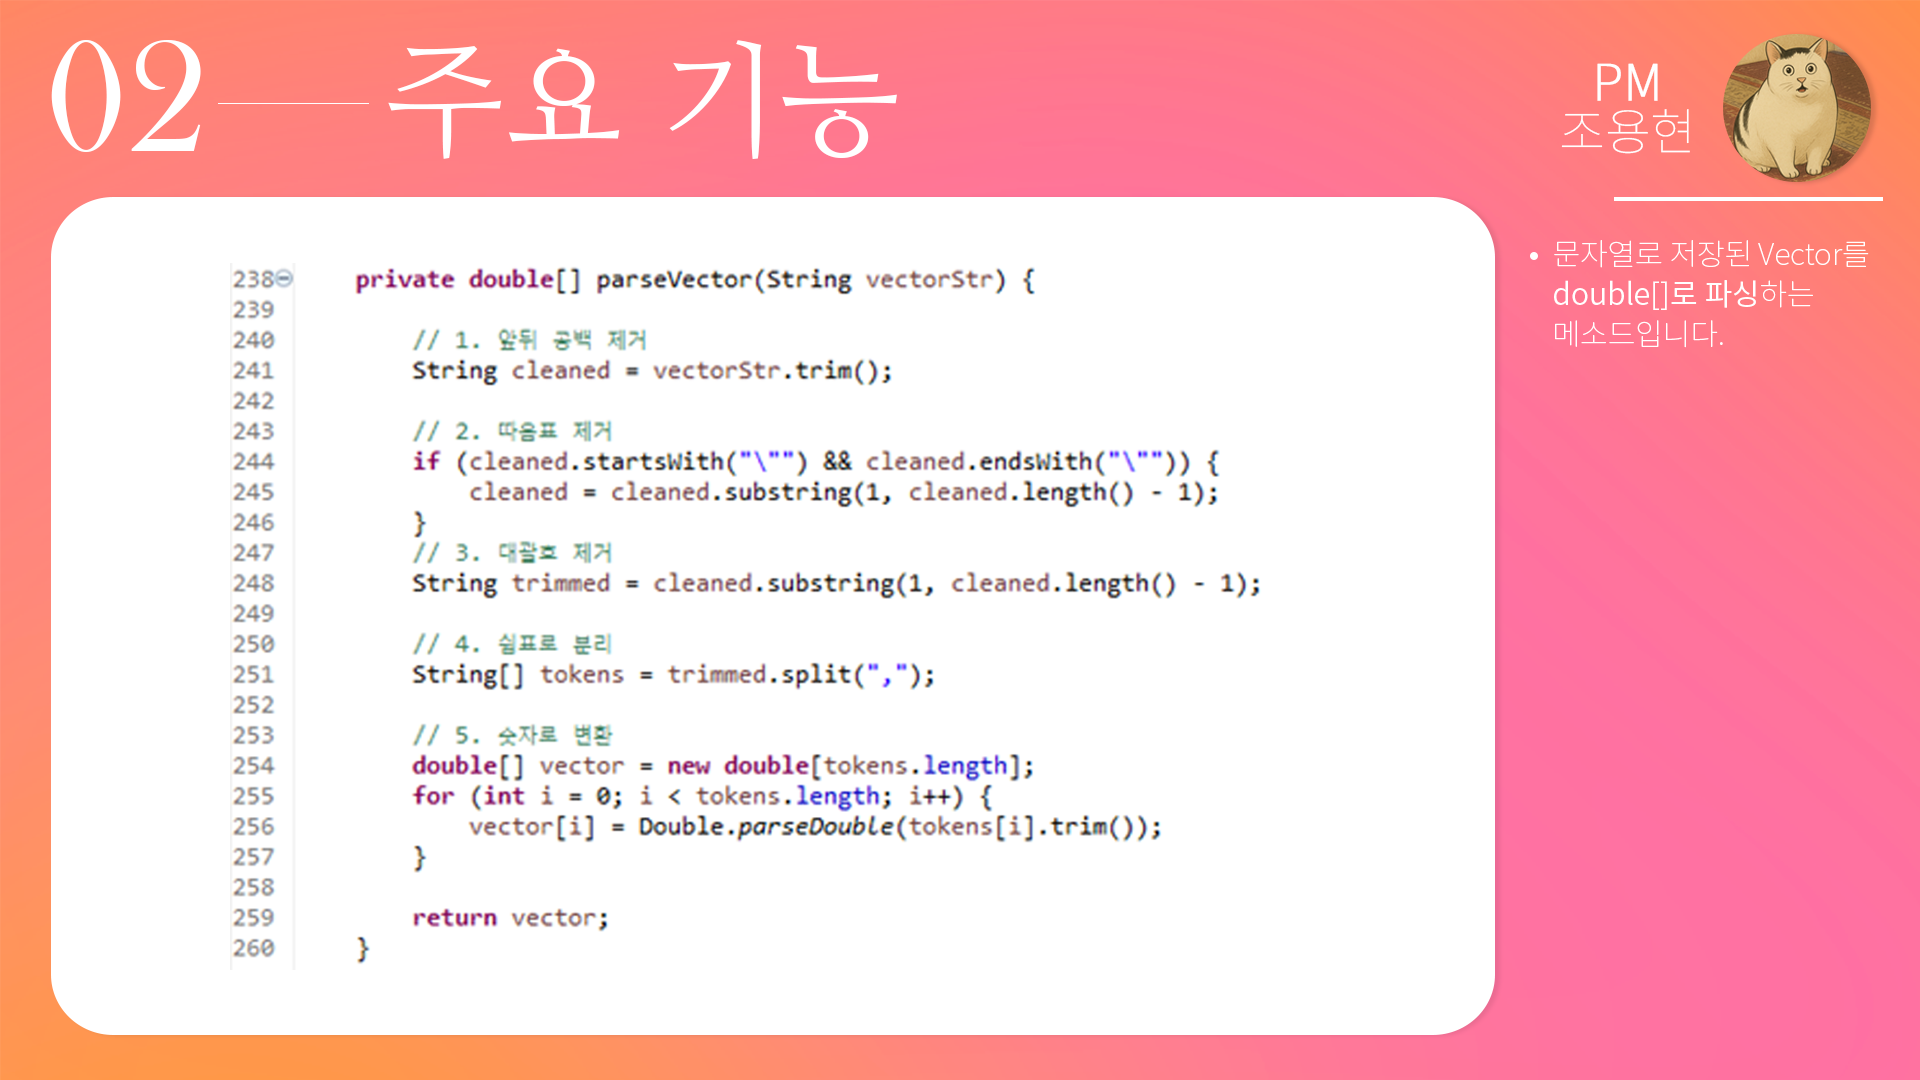 02 주요 기능
PM
조용현
• 문자열로 저장된 Vector를
double[]로 파싱하는
메소드입니다.
238 private double[] parseVector(String vectorStr) {
239
240 // 1. 앞뒤 공백 제거
241 String cleaned = vectorStr.trim();
242
243 // 2. 따옴표 제거
244 if (cleaned.startsWith("\"") && cleaned.endsWith("\"")) {
245 cleaned = cleaned.substring(1, cleaned.length() - 1);
246 }
247 // 3. 대괄호 제거
248 String trimmed = cleaned.substring(1, cleaned.length() - 1);
249
250 // 4. 쉼표로 분리
251 String[] tokens = trimmed.split(",");
252
253 // 5. 숫자로 변환
254 double[] vector = new double[tokens.length];
255 for (int i = 0; i < tokens.length; i++) {
256 vector[i] = Double.parseDouble(tokens[i].trim());
257 }
258
259 return vector;
260 }